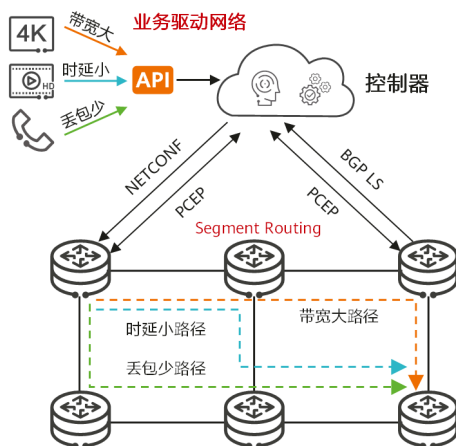 业务驱动网络
4K
带宽大
HD
时延小
API
丢包少
控制器
NETCONF
PCEP
BGP LS
PCEP
Segment Routing
带宽大路径
时延小路径
丢包少路径